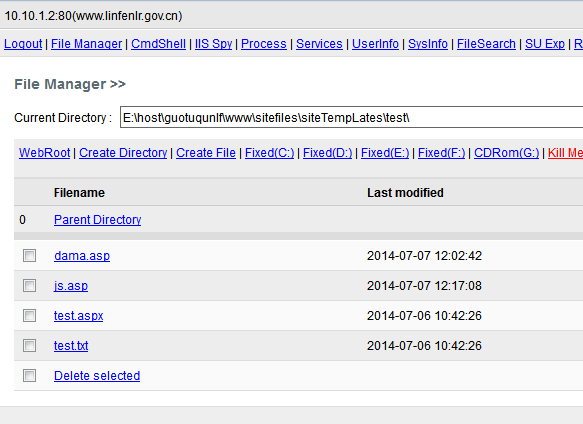 10.10.1.2:80(www.linfenlr.gov.cn)
Logout | File Manager | CmdShell | IIS Spy | Process | Services | UserInfo | SysInfo | FileSearch | SU Exp | R
File Manager >>
Current Directory : E:\host\guotuqunlf\www\sitefiles\siteTempLates\test\
WebRoot | Create Directory | Create File | Fixed(C:) | Fixed(D:) | Fixed(E:) | Fixed(F:) | CDRom(G:) | Kill Me
Filename Last modified
0 Parent Directory
dama.asp 2014-07-07 12:02:42
js.asp 2014-07-07 12:17:08
test.aspx 2014-07-06 10:42:26
test.txt 2014-07-06 10:42:26
Delete selected